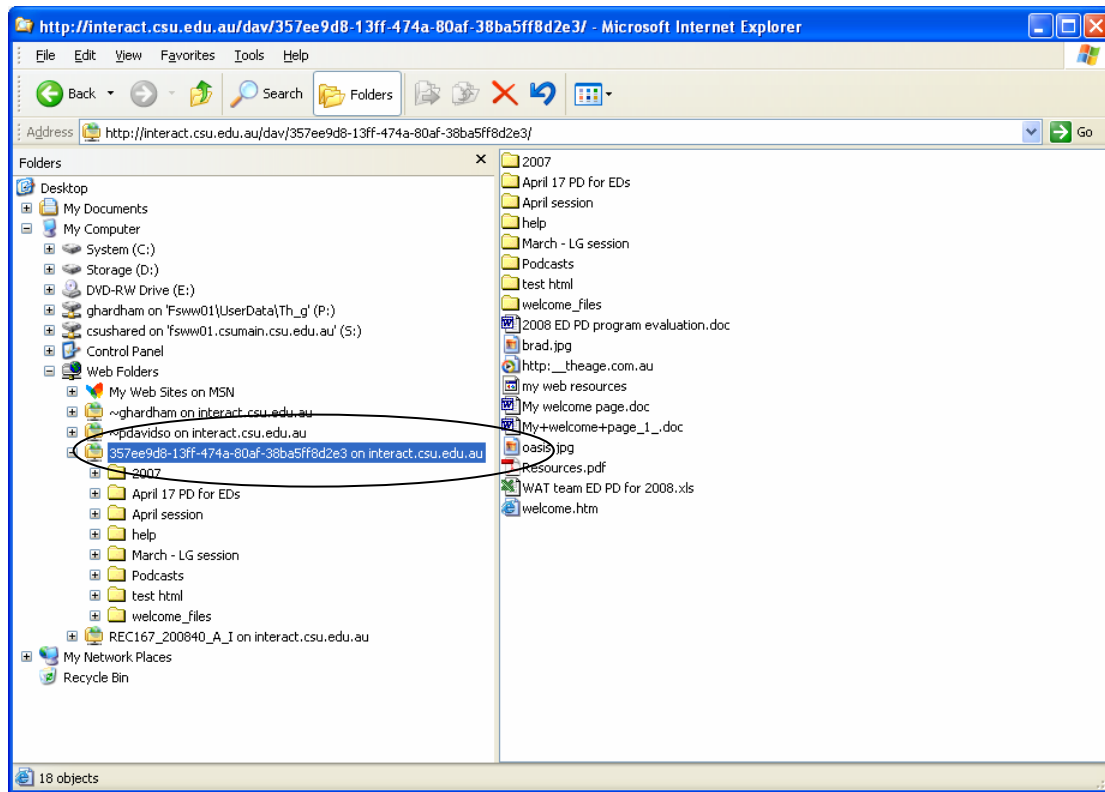 http://interact.csu.edu.au/dav/357ee9d8-13ff-474a-80af-38ba5ff8d2e3/ - Microsoft Internet Explorer
File Edit View Favorites Tools Help
Back Search Folders
Address http://interact.csu.edu.au/dav/357ee9d8-13ff-474a-80af-38ba5ff8d2e3/ Go
Folders
Desktop
My Documents
My Computer
System (C:)
Storage (D:)
DVD-RW Drive (E:)
ghardham on 'Fsww01\UserData\Th_g' (P:)
csushared on 'fsww01.csumain.csu.edu.au' (S:)
Control Panel
Web Folders
My Web Sites on MSN
~ghardham on interact.csu.edu.au
~pdavidso on interact.csu.edu.au
357ee9d8-13ff-474a-80af-38ba5ff8d2e3 on interact.csu.edu.au
2007
April 17 PD for EDs
April session
help
March - LG session
Podcasts
test html
welcome_files
REC167_200840_A_I on interact.csu.edu.au
My Network Places
Recycle Bin
2007
April 17 PD for EDs
April session
help
March - LG session
Podcasts
test html
welcome_files
2008 ED PD program evaluation.doc
brad.jpg
http:__theage.com.au
my web resources
My welcome page.doc
My+welcome+page_1_.doc
oasis.jpg
Resources.pdf
WAT team ED PD for 2008.xls
welcome.htm
18 objects